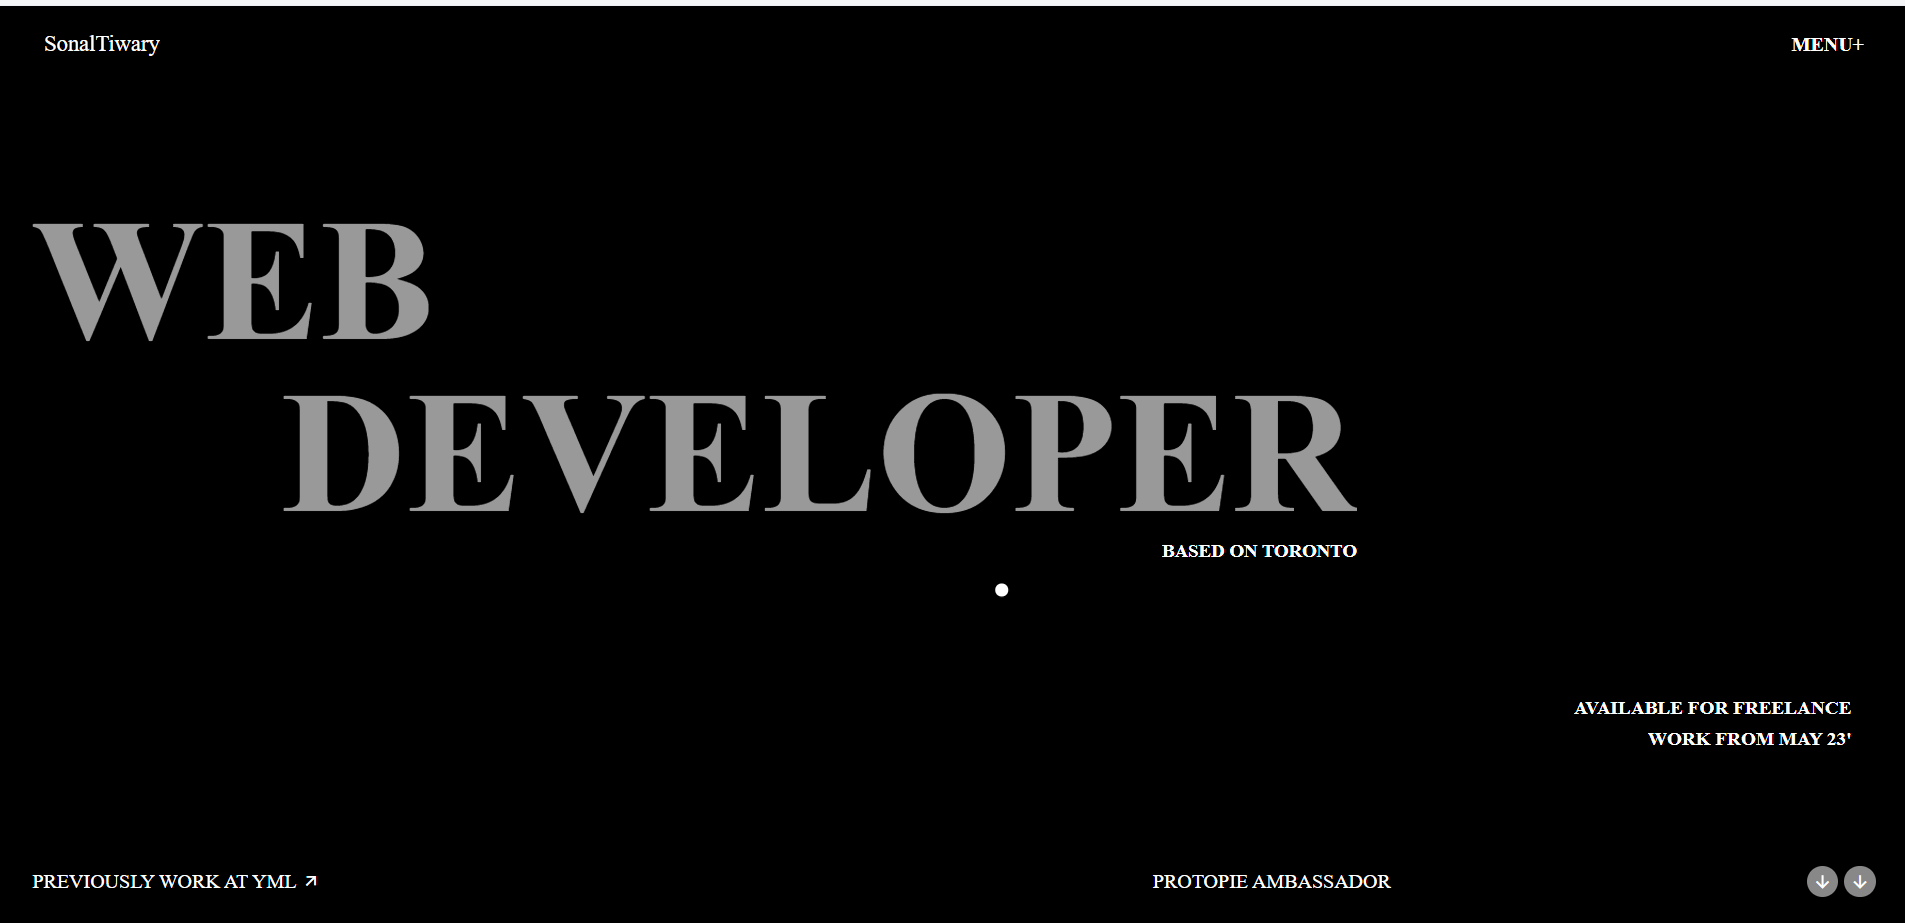 SonalTiwary
MENU+
WEB
DEVELOPER
BASED ON TORONTO
AVAILABLE FOR FREELANCE
WORK FROM MAY 23'
PREVIOUSLY WORK AT YML
PROTOPIE AMBASSADOR